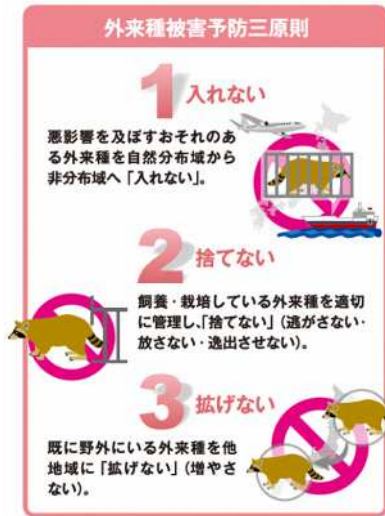 外来種被害予防三原則
1 入れない
悪影響を及ぼすおそれのあ
る外来種を自然分布域から
非分布域へ「入れない」。
2 捨てない
飼養・栽培している外来種を適切
に管理し、「捨てない」(逃がさない・
放さない・逸出させない)。
3 拡げない
既に野外にいる外来種を他
地域に「拡げない」(増やさ
ない)。